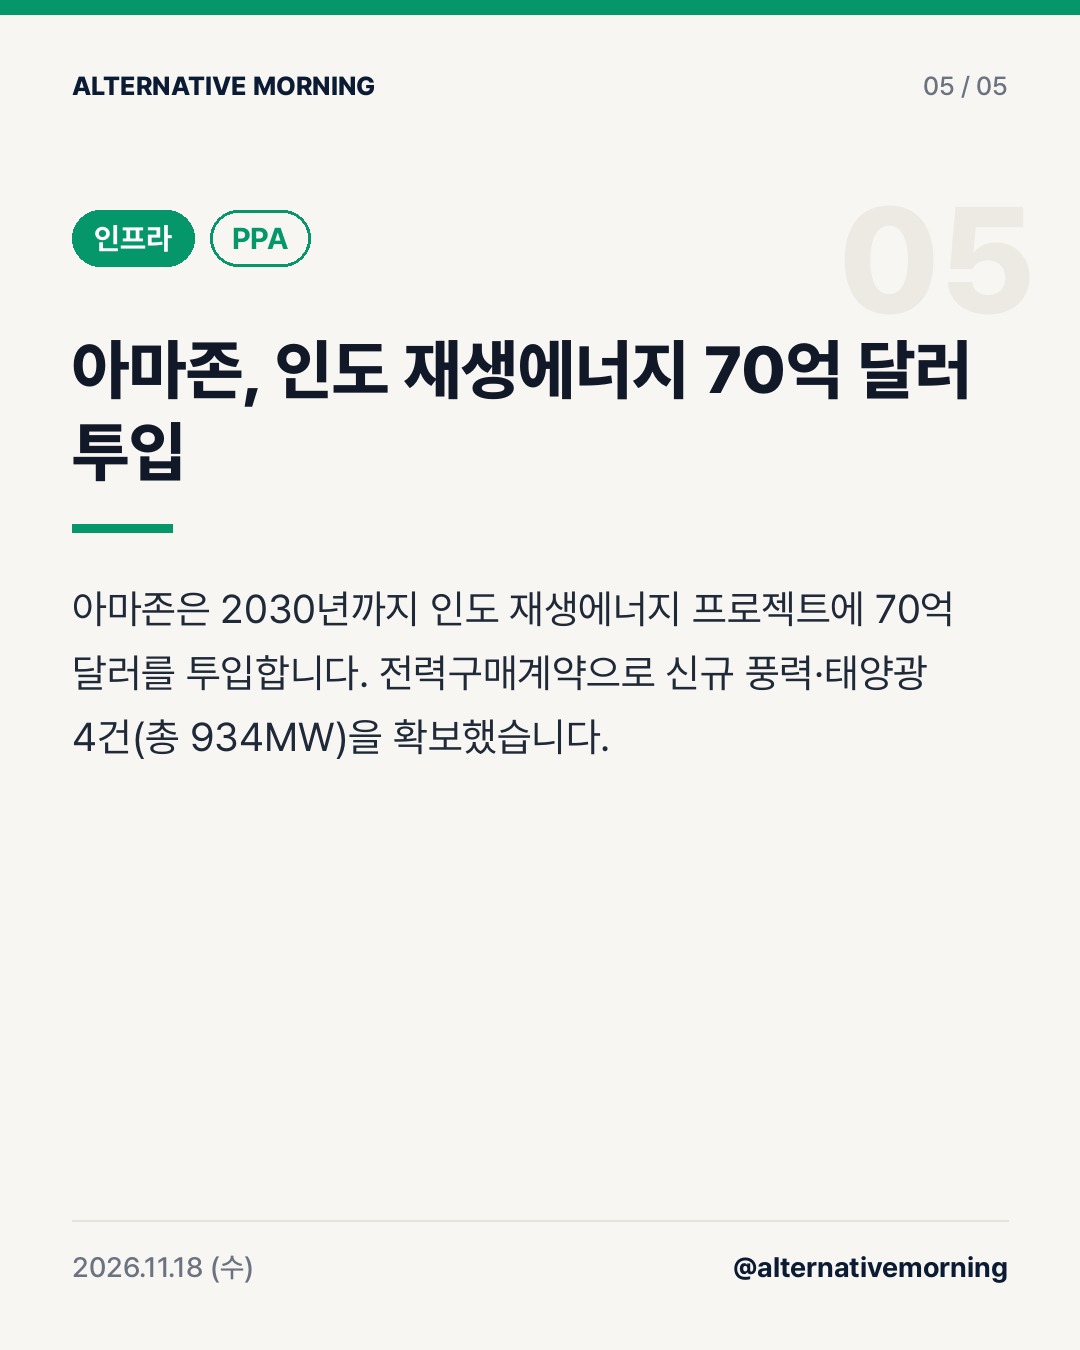 ALTERNATIVE MORNING
05 / 05
인프라
PPA
05
아마존, 인도 재생에너지 70억 달러
투입
아마존은 2030년까지 인도 재생에너지 프로젝트에 70억
달러를 투입합니다. 전력구매계약으로 신규 풍력·태양광
4건(총 934MW)을 확보했습니다.
2026.11.18 (수)
@alternativemorning